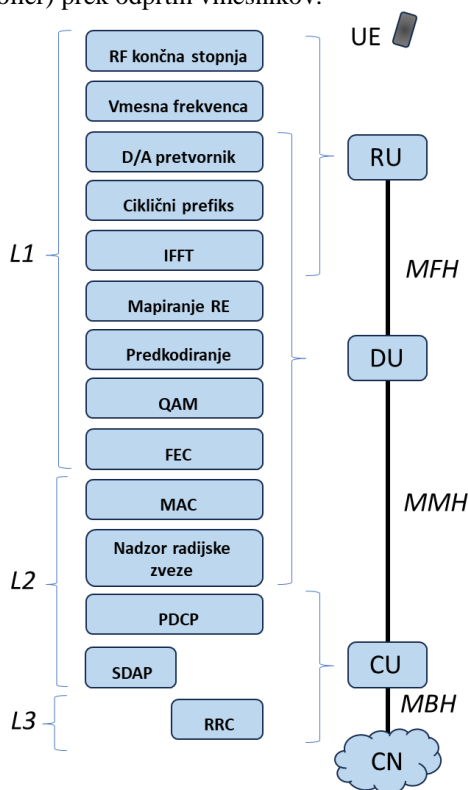 oner) prek odprtih vmesnikov.
UE
RF končna stopnja
Vmesna frekvenca
D/A pretvornik
RU
Ciklični prefiks
L1
IFFT
MFH
Mapiranje RE
Predkodiranje
DU
QAM
FEC
MAC
MMH
Nadzor radijske
zveze
L2
PDCP
SDAP
CU
MBH
L3
RRC
CN